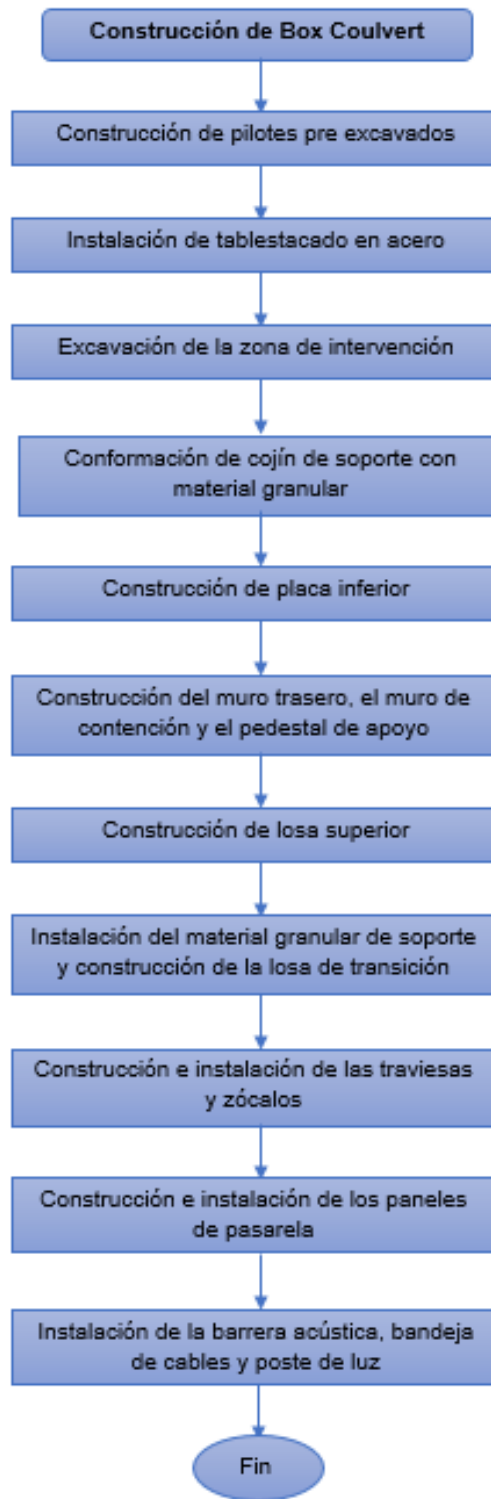 Construcción de Box Coulvert
Construcción de pilotes pre excavados
Instalación de tablestacado en acero
Excavación de la zona de intervención
Conformación de cojín de soporte con
material granular
Construcción de placa inferior
Construcción del muro trasero, el muro de
contención y el pedestal de apoyo
Construcción de losa superior
Instalación del material granular de soporte
y construcción de la losa de transición
Construcción e instalación de las traviesas
y zócalos
Construcción e instalación de los paneles
de pasarela
Instalación de la barrera acústica, bandeja
de cables y poste de luz
Fin